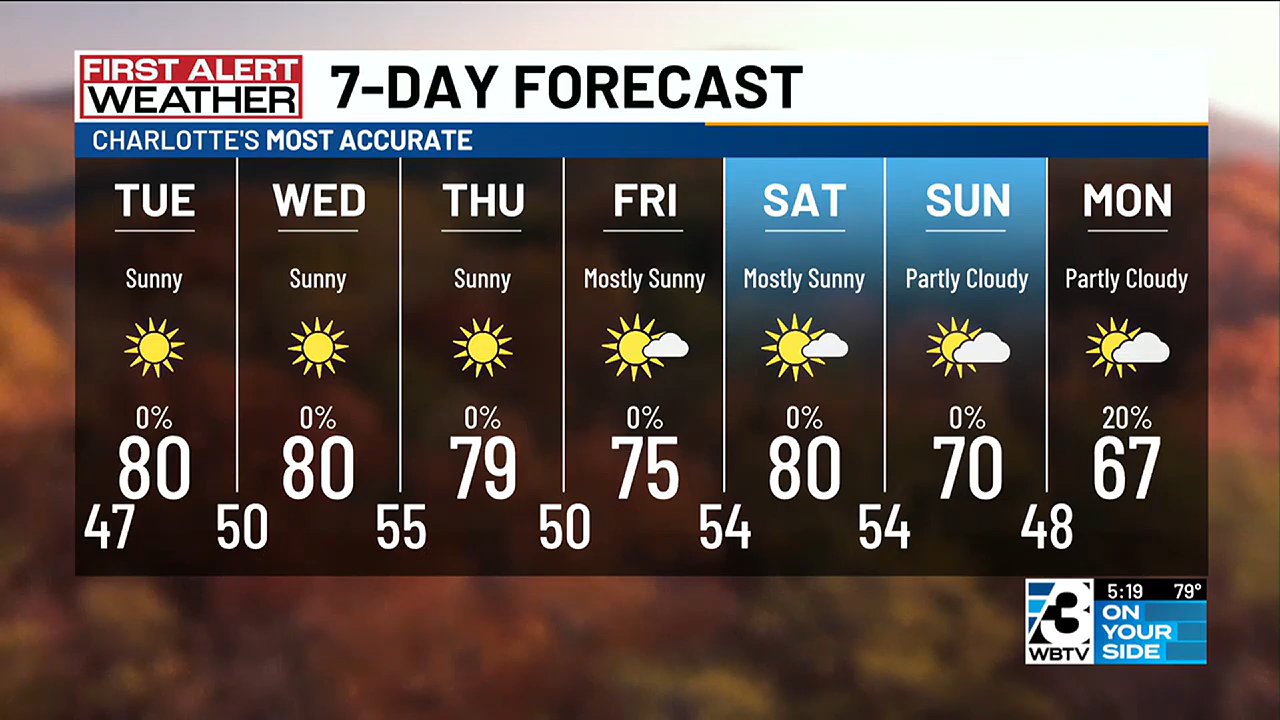 FIRST ALERT
WEATHER
7-DAY FORECAST
CHARLOTTE'S MOST ACCURATE
TUE WED THU FRI SAT SUN MON
Sunny Sunny Sunny Mostly Sunny Mostly Sunny Partly Cloudy Partly Cloudy
0% 0% 0% 0% 0% 0% 20%
80 80 79 75 80 70 67
47 50 55 50 54 54 48
3
WBTV
5:19 79°
ON
YOUR
SIDE